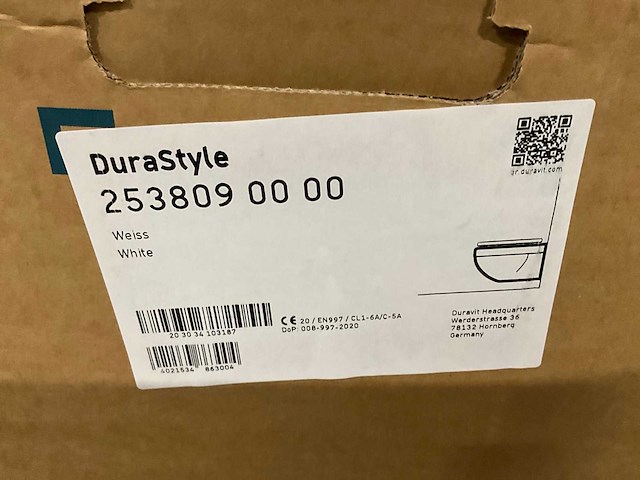 DuraStyle
253809 00 00
Weiss
White
qr.duravit.com
20 30 34 103187
4021534 863004
CE 20 / EN997 / CL1-6A/C-5A
DoP: 008-997-2020
Duravit Headquarters
Werderstrasse 36
78132 Hornberg
Germany